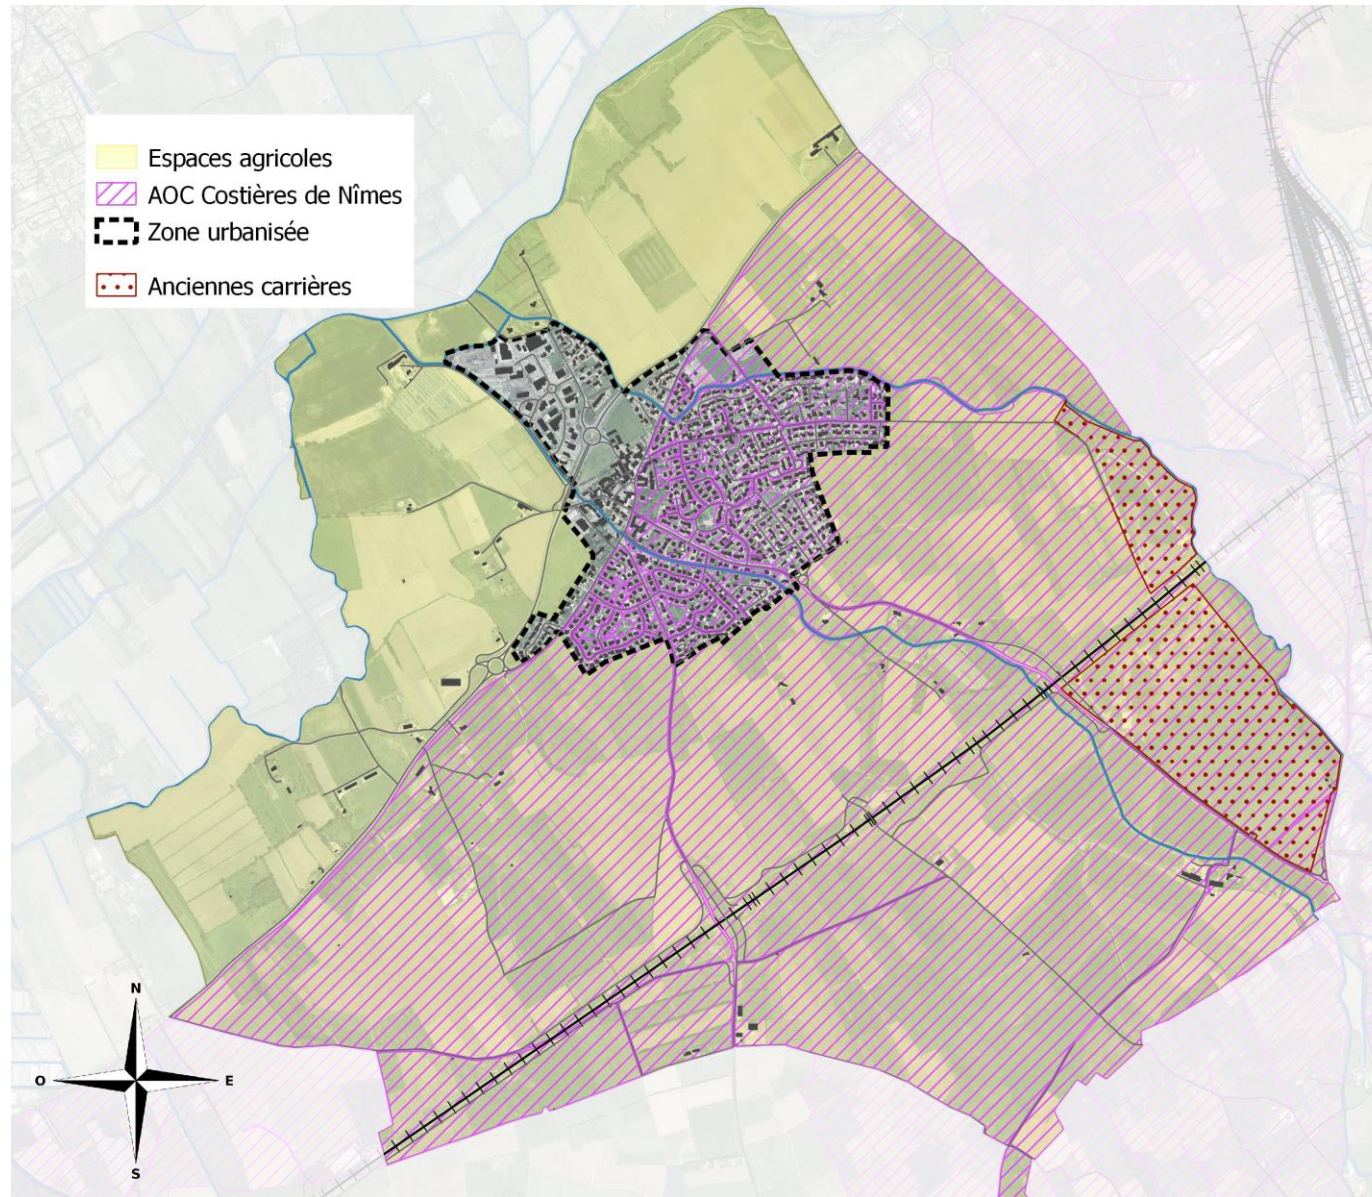 Espaces agricoles
AOC Costières de Nîmes
Zone urbanisée
Anciennes carrières
N
O
E
S